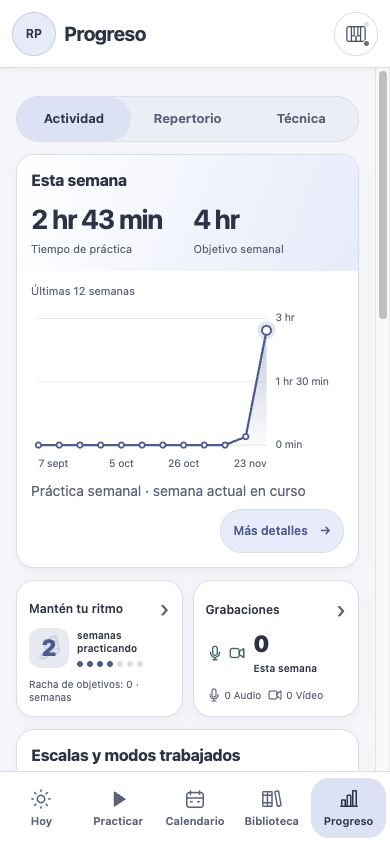 RP
Progreso
Actividad
Repertorio
Técnica
Esta semana
2 hr 43 min
4 hr
Tiempo de práctica
Objetivo semanal
Últimas 12 semanas
3 hr
1 hr 30 min
0 min
7 sept
5 oct
26 oct
23 nov
Práctica semanal · semana actual en curso
Más detalles
Mantén tu ritmo
2
semanas
practicando
Racha de objetivos: 0 ·
semanas
Grabaciones
0
Esta semana
0 Audio
0 Vídeo
Escalas y modos trabajados
Hoy
Practicar
Calendario
Biblioteca
Progreso